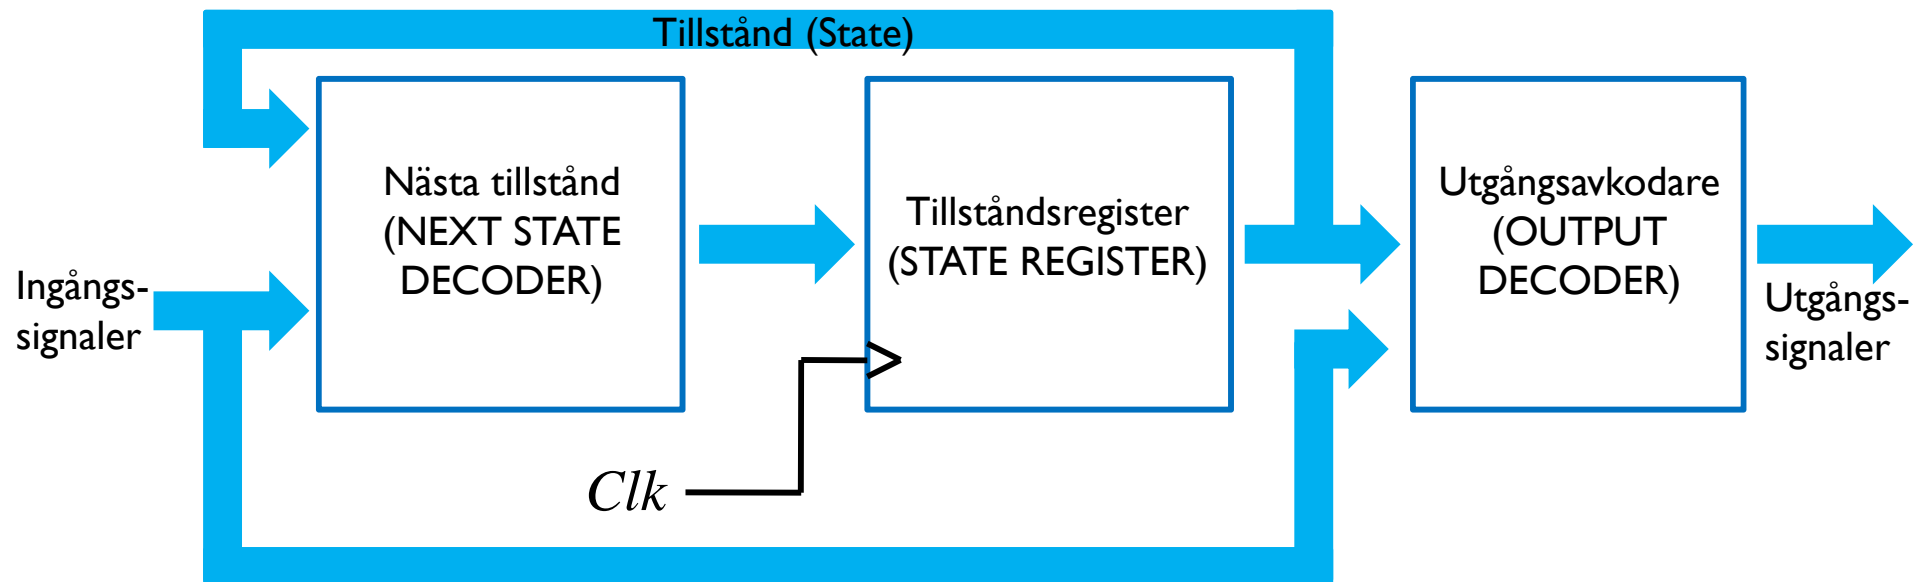 Tillstånd (State)
Nästa tillstånd
(NEXT STATE
DECODER)
Tillståndsregister
(STATE REGISTER)
Utgångsavkodare
(OUTPUT
DECODER)
Ingångs-
signaler
Utgångs-
signaler
Clk